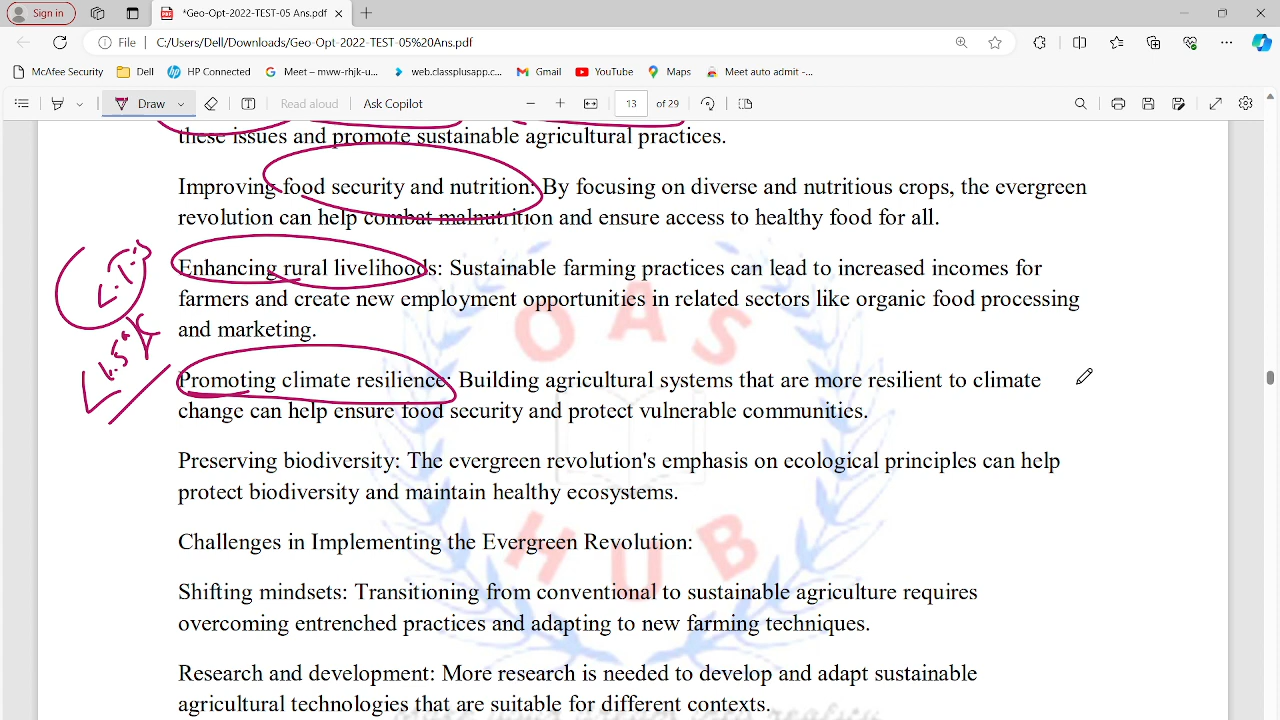 Sign in
*Geo-Opt-2022-TEST-05 Ans.pdf
File
C:/Users/Dell/Downloads/Geo-Opt-2022-TEST-05%20Ans.pdf
McAfee Security
Dell
HP Connected
Meet – mvw-rhjk-u...
web.classplusapp.c...
Gmail
YouTube
Maps
Meet auto admit -...
Draw
Read aloud
Ask Copilot
13 of 29
these issues and promote sustainable agricultural practices.
Improving food security and nutrition: By focusing on diverse and nutritious crops, the evergreen
revolution can help combat malnutrition and ensure access to healthy food for all.
Enhancing rural livelihoods: Sustainable farming practices can lead to increased incomes for
farmers and create new employment opportunities in related sectors like organic food processing
and marketing.
Promoting climate resilience: Building agricultural systems that are more resilient to climate
change can help ensure food security and protect vulnerable communities.
Preserving biodiversity: The evergreen revolution's emphasis on ecological principles can help
protect biodiversity and maintain healthy ecosystems.
Challenges in Implementing the Evergreen Revolution:
Shifting mindsets: Transitioning from conventional to sustainable agriculture requires
overcoming entrenched practices and adapting to new farming techniques.
Research and development: More research is needed to develop and adapt sustainable
agricultural technologies that are suitable for different contexts.
OAS
HUB